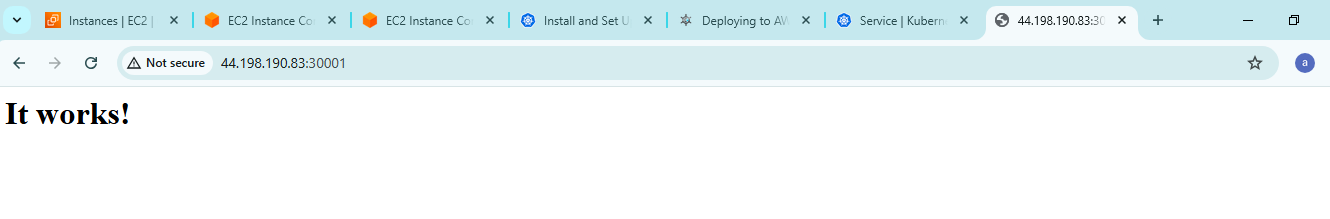 Instances | EC2 |
EC2 Instance Co
EC2 Instance Co
Install and Set U
Deploying to AW
Service | Kubern
44.198.190.83:30
Not secure
44.198.190.83:30001
a
It works!